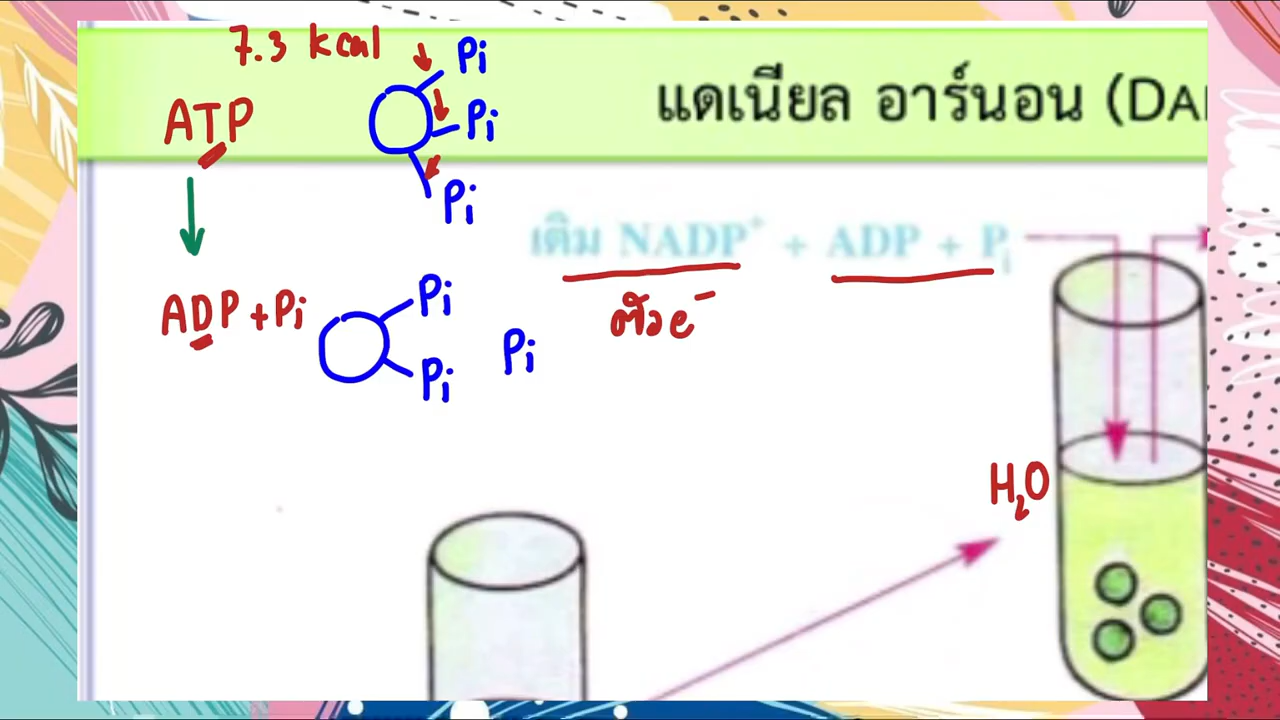 7.3 kcal
Pi
แดเนียล อาร์นอน (DA
ATP
Pi
Pi
เติม NADP⁺ + ADP + Pi
ADP + Pi
Pi
Pi
Pi
ตัวe⁻
H₂O